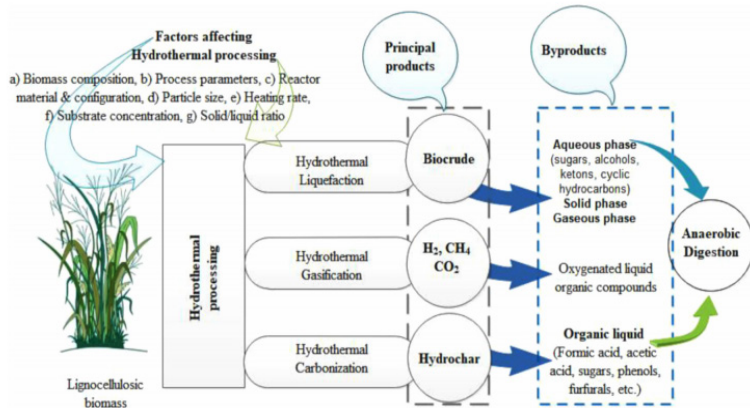 Factors affecting
Hydrothermal processing
a) Biomass composition, b) Process parameters, c) Reactor
material & configuration, d) Particle size, e) Heating rate,
f) Substrate concentration, g) Solid/liquid ratio
Principal
products
Byproducts
Hydrothermal
processing
Hydrothermal
Liquefaction
Biocrude
Aqueous phase
(sugars, alcohols,
ketons, cyclic
hydrocarbons)
Solid phase
Gaseous phase
Hydrothermal
Gasification
H₂, CH₄
CO₂
Oxygenated liquid
organic compounds
Anaerobic
Digestion
Hydrothermal
Carbonization
Hydrochar
Organic liquid
(Formic acid, acetic
acid, sugars, phenols,
furfurals, etc.)
Lignocellulosic
biomass